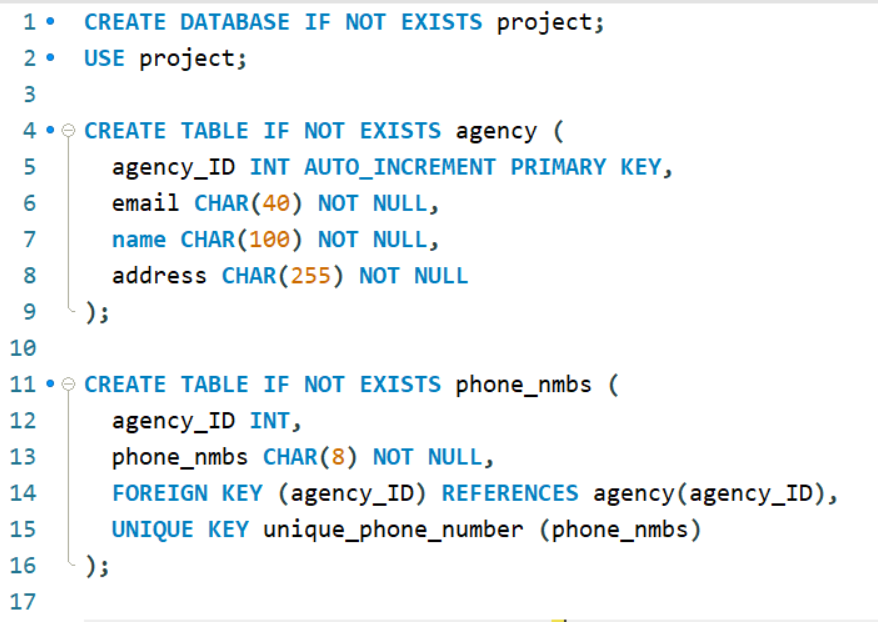 1 CREATE DATABASE IF NOT EXISTS project;
2 USE project;
3
4 CREATE TABLE IF NOT EXISTS agency (
5 agency_ID INT AUTO_INCREMENT PRIMARY KEY,
6 email CHAR(40) NOT NULL,
7 name CHAR(100) NOT NULL,
8 address CHAR(255) NOT NULL
9 );
10
11 CREATE TABLE IF NOT EXISTS phone_nmbs (
12 agency_ID INT,
13 phone_nmbs CHAR(8) NOT NULL,
14 FOREIGN KEY (agency_ID) REFERENCES agency(agency_ID),
15 UNIQUE KEY unique_phone_number (phone_nmbs)
16 );
17